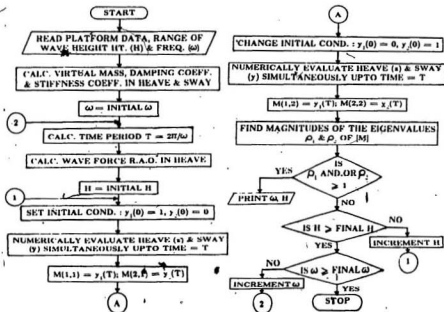 START
READ PLATFORM DATA, RANGE OF
WAVE HEIGHT HT. (H) & FREQ. (ω)
CALC. VIRTUAL MASS, DAMPING COEFF.
& STIFFNESS COEFF. IN HEAVE & SWAY
ω = INITIAL ω
2
CALC. TIME PERIOD T = 2π/ω
CALC. WAVE FORCE R.A.O. IN HEAVE
H = INITIAL H
1
SET INITIAL COND. : y₁(0) = 1, y₂(0) = 0
NUMERICALLY EVALUATE HEAVE (z) & SWAY
(y) SIMULTANEOUSLY UPTO TIME = T
M(1,1) = y₁(T); M(2,1) = y₂(T)
A
A
CHANGE INITIAL COND. : y₁(0) = 0, y₂(0) = 1
NUMERICALLY EVALUATE HEAVE (z) & SWAY
(y) SIMULTANEOUSLY UPTO TIME = T
M(1,2) = y₁(T); M(2,2) = y₂(T)
FIND MAGNITUDES OF THE EIGENVALUES
ρ₁ & ρ₂ OF [M]
IS
ρ₁ AND.OR ρ₂
⩾ 1
YES
PRINT ω, H
NO
IS H ⩾ FINAL H
NO
INCREMENT H
1
YES
IS ω ⩾ FINAL ω
NO
INCREMENT ω
2
YES
STOP